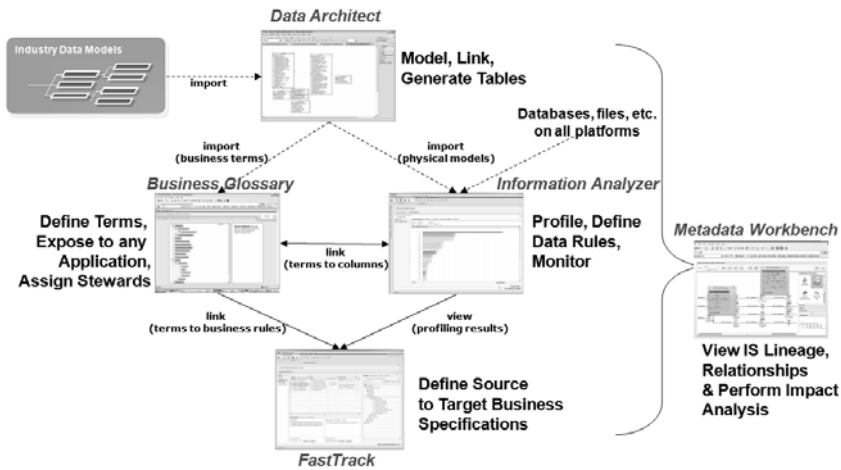 Data Architect
Industry Data Models
import
Model, Link,
Generate Tables
Databases, files, etc.
on all platforms
import
(business terms)
import
(physical models)
Business Glossary
Information Analyzer
Define Terms,
Expose to any
Application,
Assign Stewards
link
(terms to columns)
Profile, Define
Data Rules,
Monitor
Metadata Workbench
link
(terms to business rules)
view
(profiling results)
View IS Lineage,
Relationships
& Perform Impact
Analysis
Define Source
to Target Business
Specifications
FastTrack